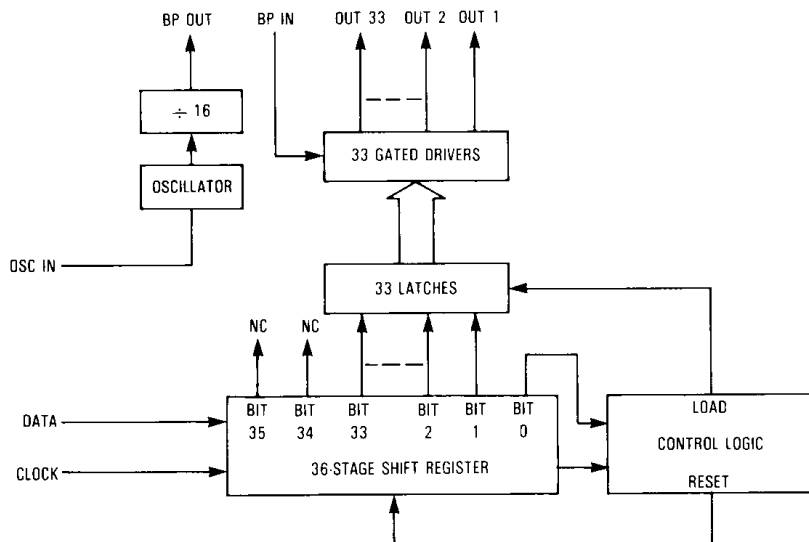 BP OUT BP IN OUT 33 OUT 2 OUT 1
÷ 16
33 GATED DRIVERS
OSCILLATOR
OSC IN
33 LATCHES
NC NC
BIT BIT BIT BIT BIT BIT
35 34 33 2 1 0
LOAD
DATA
CONTROL LOGIC
CLOCK
36-STAGE SHIFT REGISTER
RESET